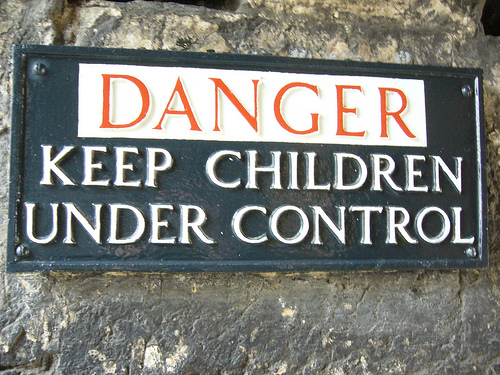 DANGER
KEEP CHILDREN
UNDER CONTROL